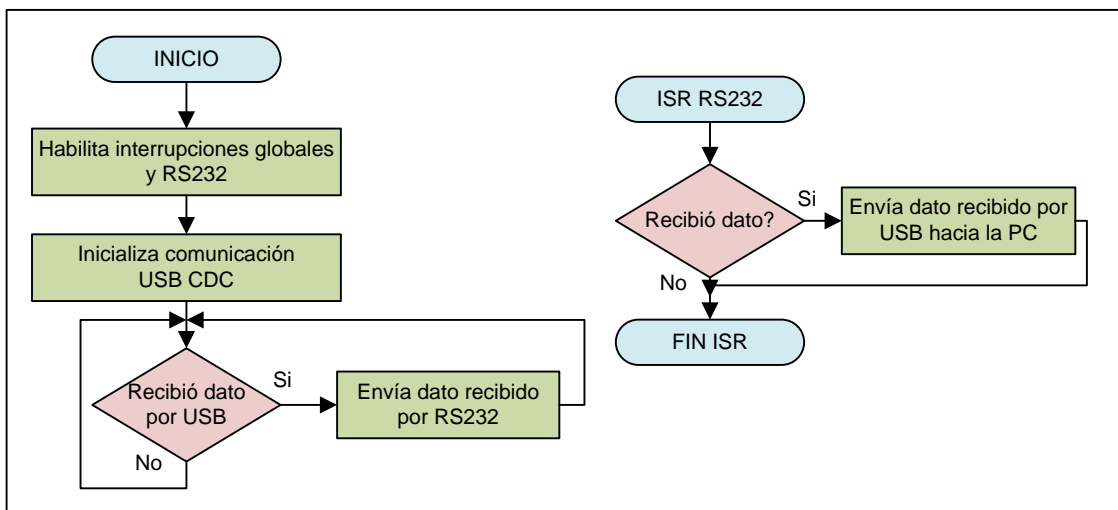 INICIO
Habilita interrupciones globales
y RS232
Inicializa comunicación
USB CDC
Recibió dato
por USB
Si
Envía dato recibido
por RS232
No
ISR RS232
Recibió dato?
Si
Envía dato recibido por
USB hacia la PC
No
FIN ISR